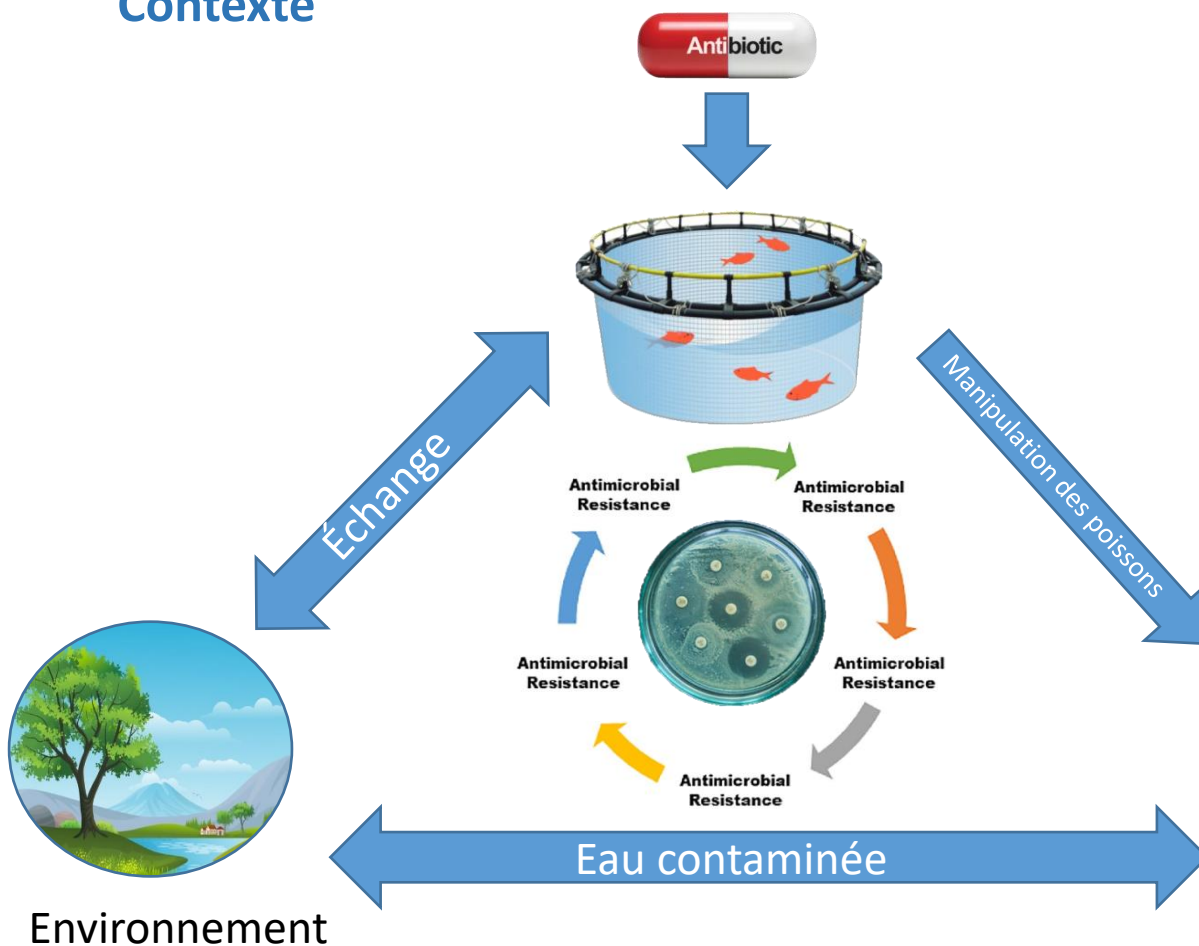 Contexte
Antibiotic
Échange
Manipulation des poissons
Antimicrobial
Resistance
Antimicrobial
Resistance
Antimicrobial
Resistance
Antimicrobial
Resistance
Antimicrobial
Resistance
Eau contaminée
Environnement